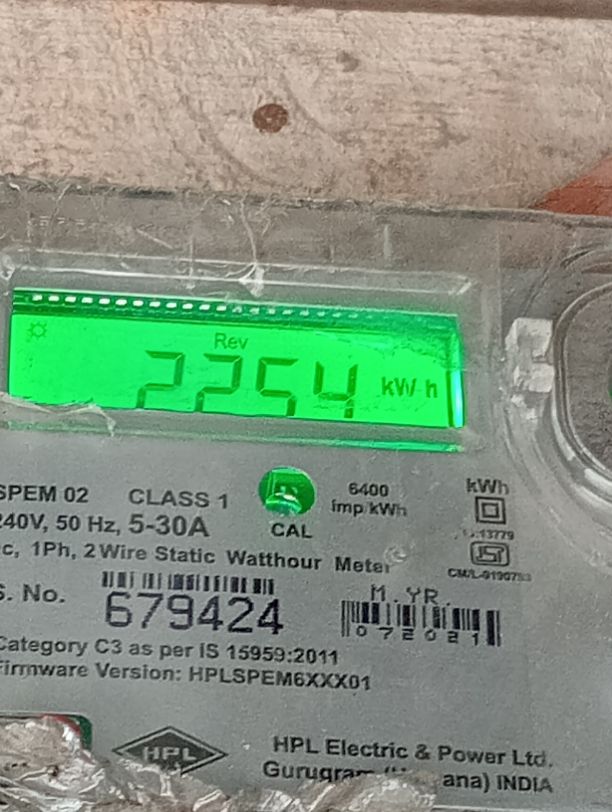 Rev
2254 kWh
SPEM 02 CLASS 1
240V, 50 Hz, 5-30A
CAL
6400
imp/kWh
kWh
1Ph, 2 Wire Static Watthour Meter
S. No. 679424
M.YR.
072021
Category C3 as per IS 15959:2011
Firmware Version: HPLSPEM6XXX01
HPL
HPL Electric & Power Ltd.
INDIA